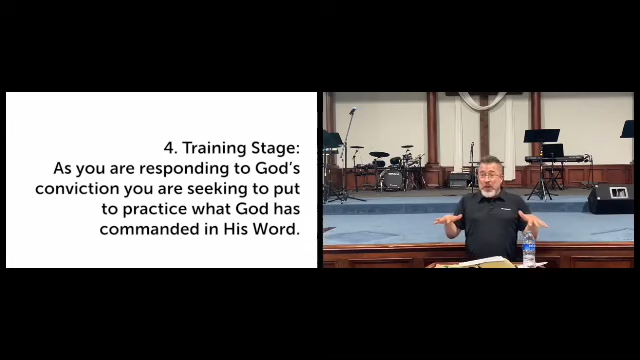 4. Training Stage:
As you are responding to God's
conviction you are seeking to put
to practice what God has
commanded in His Word.